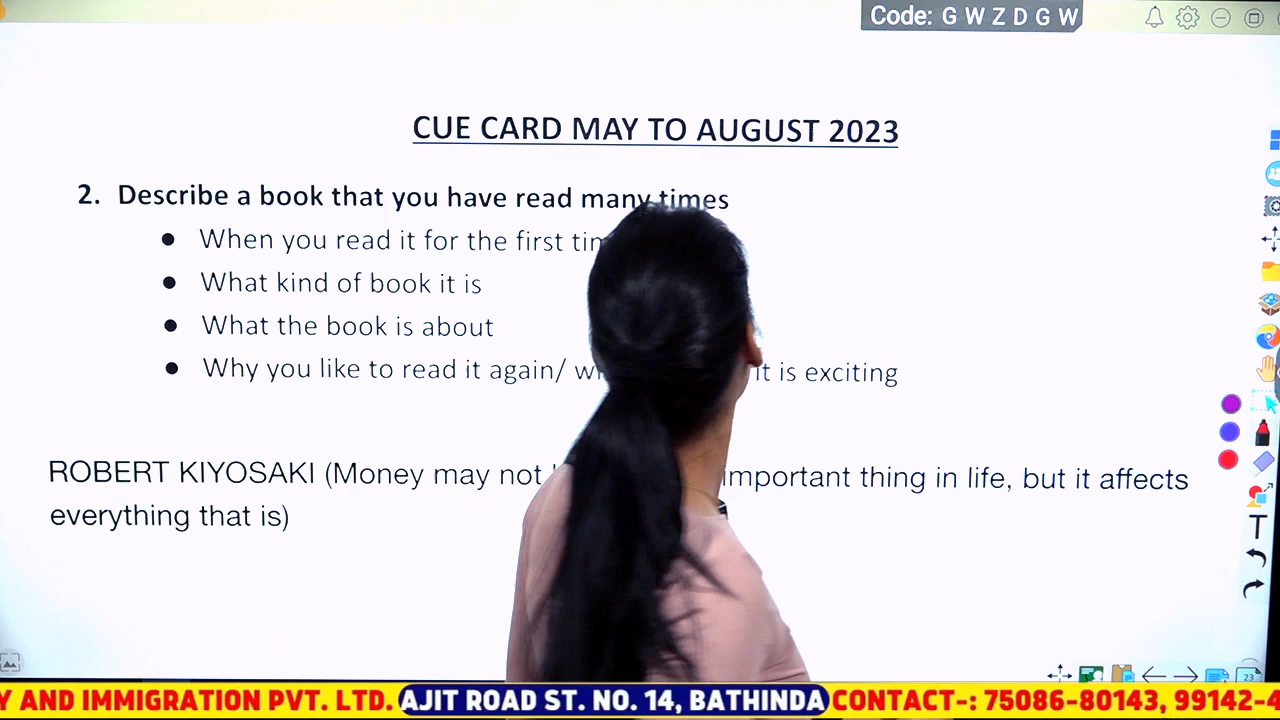 Code: G W Z D G W
CUE CARD MAY TO AUGUST 2023
2. Describe a book that you have read many times
● When you read it for the first
● What kind of book it is
● What the book is about
● Why you like to read it again/ it is exciting
ROBERT KIYOSAKI (Money may not important thing in life, but it affects
everything that is)
AND IMMIGRATION PVT. LTD. AJIT ROAD ST. NO. 14, BATHINDA CONTACT-: 75086-80143,